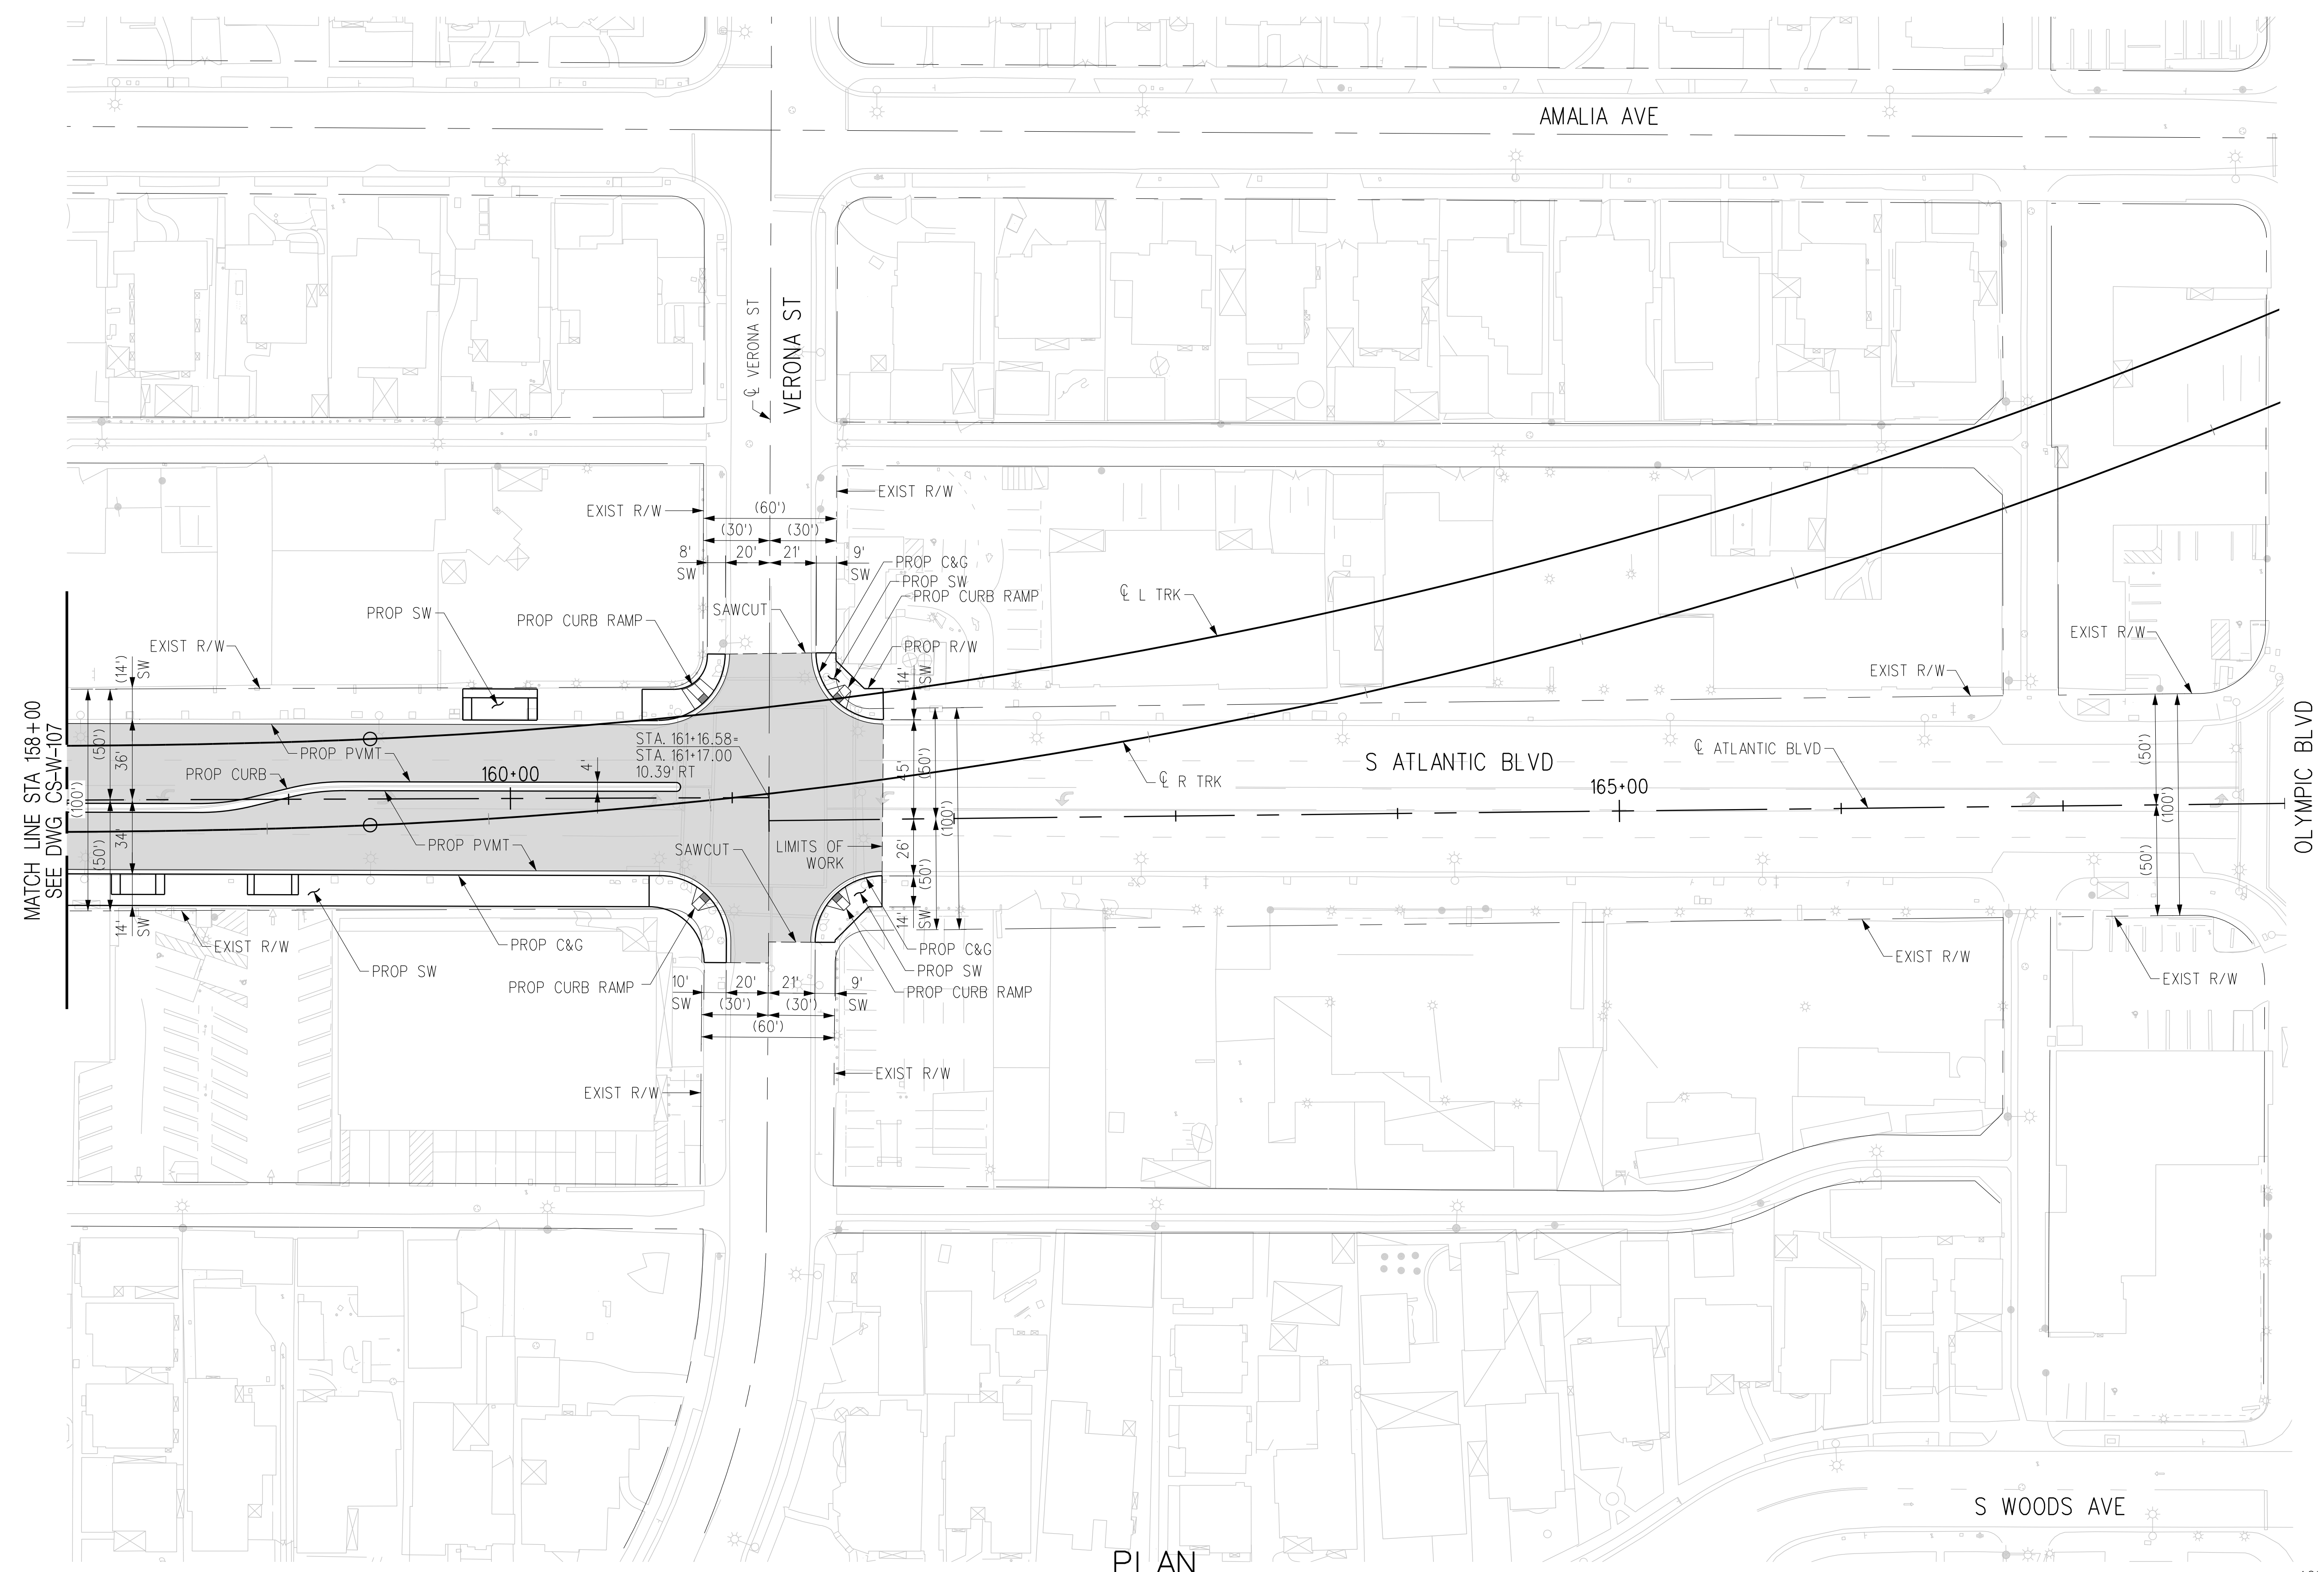 AMALIA AVE
℄ VERONA ST
VERONA ST
EXIST R/W
EXIST R/W
(60')
(30')
(30')
8'
SW
20'
21'
9'
SW
PROP C&G
PROP SW
PROP CURB RAMP
SAWCUT
PROP CURB RAMP
PROP SW
EXIST R/W
PROP R/W
℄ L TRK
EXIST R/W
EXIST R/W
(14')
SW
14'
SW
MATCH LINE STA 158+00
SEE DWG CS-W-107
(100')
(50')
(50')
36'
34'
PROP PVMT
PROP CURB
160+00
4'
STA. 161+16.58=
STA. 161+17.00
10.39' RT
45'
(50')
(100')
26'
(50')
℄ R TRK
S ATLANTIC BLVD
℄ ATLANTIC BLVD
165+00
(50')
(100')
(50')
OLYMPIC BLVD
PROP PVMT
SAWCUT
LIMITS OF
WORK
14'
SW
14'
SW
EXIST R/W
PROP SW
PROP C&G
PROP CURB RAMP
PROP C&G
PROP SW
PROP CURB RAMP
10'
SW
20'
21'
9'
SW
(30')
(30')
(60')
EXIST R/W
EXIST R/W
EXIST R/W
EXIST R/W
S WOODS AVE
PLAN